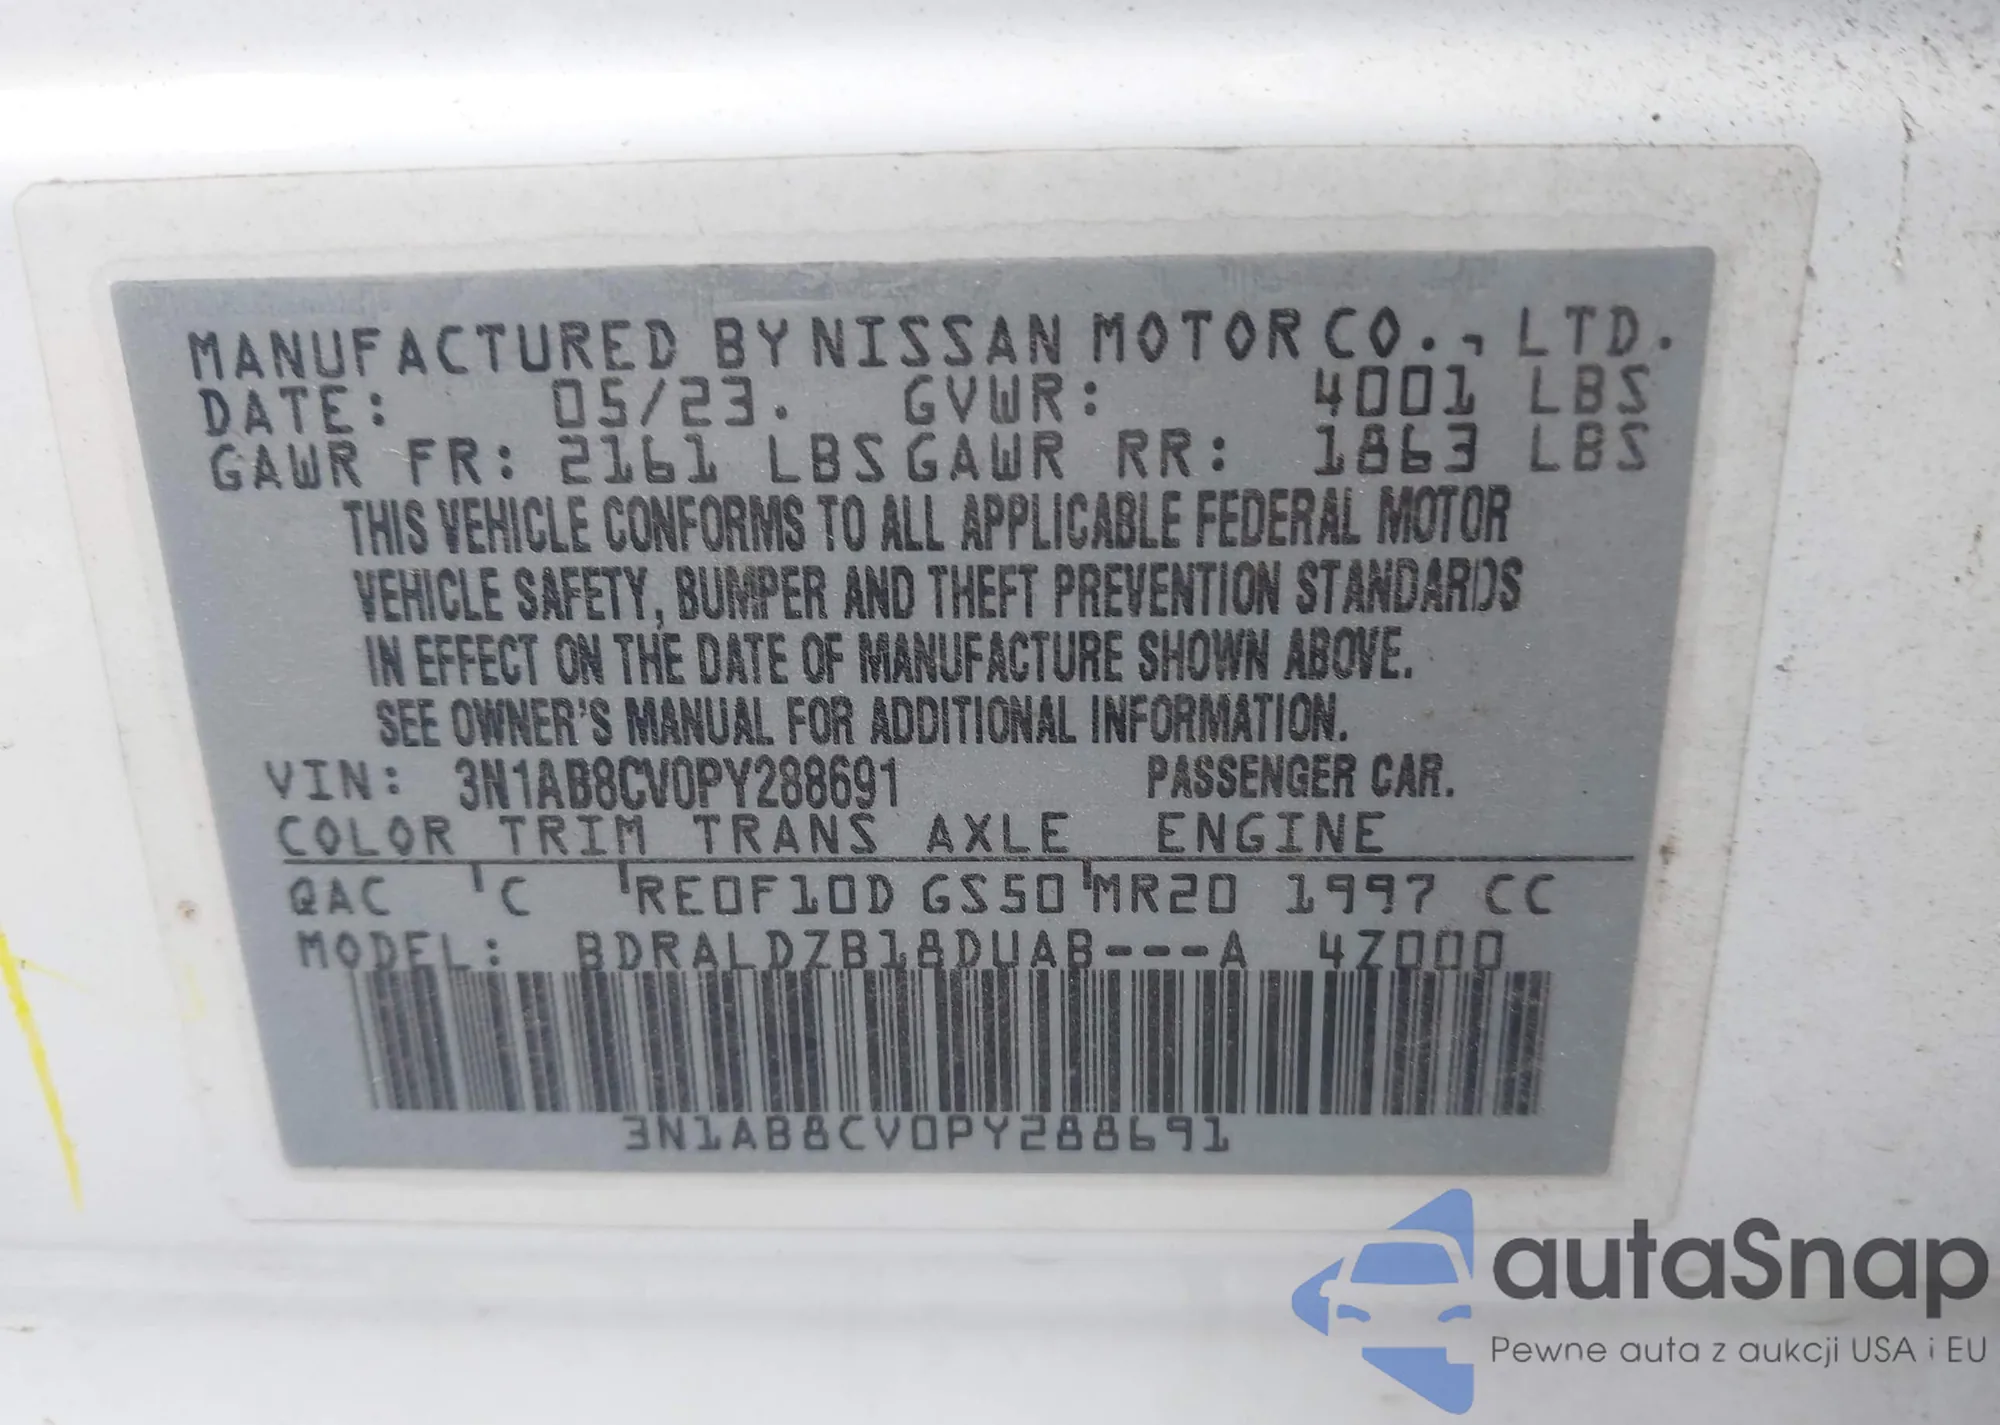 MANUFACTURED BY NISSAN MOTOR CO., LTD.
DATE: 05/23. GVWR: 4001 LBS
GAWR FR: 2161 LBS GAWR RR: 1863 LBS
THIS VEHICLE CONFORMS TO ALL APPLICABLE FEDERAL MOTOR
VEHICLE SAFETY, BUMPER AND THEFT PREVENTION STANDARDS
IN EFFECT ON THE DATE OF MANUFACTURE SHOWN ABOVE.
SEE OWNER'S MANUAL FOR ADDITIONAL INFORMATION.
VIN: 3N1AB8CV0PY288691 PASSENGER CAR.
COLOR TRIM TRANS AXLE ENGINE
QAC C RE0F10D GS50 MR20 1997 CC
MODEL: BDRALDZB18DUAB---A 4Z000
3N1AB8CV0PY288691
autaSnap
Pewne auta z aukcji USA i EU